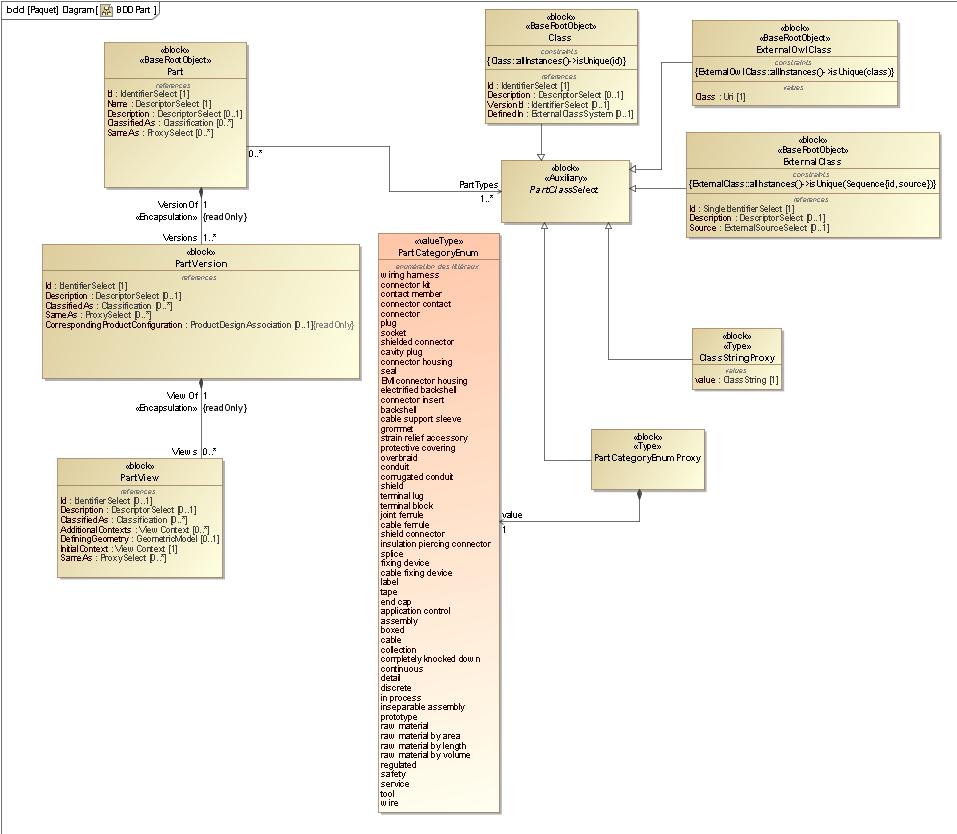 bdd [Paquet] Diagram[ BDD Part ]
«block»
«BaseRootObject»
Part
references
Id : IdentifierSelect [1]
Name : DescriptorSelect [1]
Description : DescriptorSelect [0..1]
ClassifiedAs : Classification [0..*]
SameAs : ProxySelect [0..*]
0..*
PartTypes
1..*
VersionOf 1
«Encapsulation» {readOnly}
Versions 1..*
«block»
PartVersion
references
Id : IdentifierSelect [1]
Description : DescriptorSelect [0..1]
ClassifiedAs : Classification [0..*]
SameAs : ProxySelect [0..*]
CorrespondingProductConfiguration : ProductDesignAssociation [0..1]{readOnly}
View Of 1
«Encapsulation» {readOnly}
Views 0..*
«block»
PartView
references
Id : IdentifierSelect [0..1]
Description : DescriptorSelect [0..1]
ClassifiedAs : Classification [0..*]
AdditionalContexts : View Context [0..*]
DefiningGeometry : GeometricModel [0..1]
InitialContext : View Context [1]
SameAs : ProxySelect [0..*]
«block»
«BaseRootObject»
Class
constraints
{Class::allInstances()->isUnique(id)}
references
Id : IdentifierSelect [1]
Description : DescriptorSelect [0..1]
VersionId : IdentifierSelect [0..1]
DefinedIn : ExternalClassSystem [0..1]
«block»
«BaseRootObject»
ExternalOwlClass
constraints
{ExternalOwlClass::allInstances()->isUnique(class)}
values
Class : Uri [1]
«block»
«Auxiliary»
PartClassSelect
«block»
«BaseRootObject»
ExternalClass
constraints
{ExternalClass::allInstances()->isUnique(Sequence{id, source})}
references
Id : SingleIdentifierSelect [1]
Description : DescriptorSelect [0..1]
Source : ExternalSourceSelect [0..1]
«block»
«Type»
ClassStringProxy
values
value : ClassString [1]
«block»
«Type»
PartCategoryEnumProxy
value
1
«valueType»
PartCategoryEnum
enumération des littéraux
wiring harness
connector kit
contact member
connector contact
connector
plug
socket
shielded connector
cavity plug
connector housing
seal
EMI connector housing
electrified backshell
connector insert
backshell
cable support sleeve
grommet
strain relief accessory
protective covering
overbraid
conduit
corrugated conduit
shield
terminal lug
terminal block
joint ferrule
cable ferrule
shield connector
insulation piercing connector
splice
fixing device
cable fixing device
label
tape
end cap
application control
assembly
boxed
cable
collection
completely knocked down
continuous
detail
discrete
in process
inseparable assembly
prototype
raw material
raw material by area
raw material by length
raw material by volume
regulated
safety
service
tool
wire